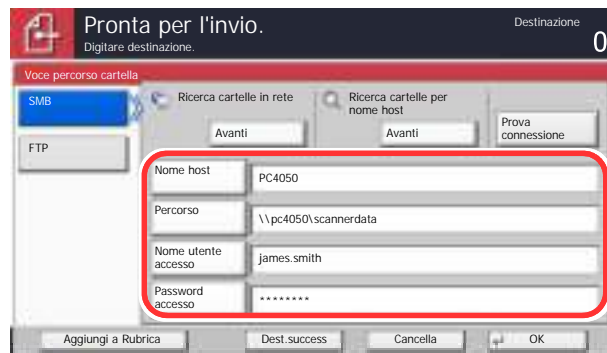 Pronta per l'invio.
Destinazione
Digitare destinazione.
0
Voce percorso cartella
SMB
Ricerca cartelle in rete
Ricerca cartelle per
nome host
Avanti
Avanti
Prova
connessione
FTP
Nome host
PC4050
Percorso
\\pc4050\scannerdata
Nome utente
accesso
james.smith
Password
accesso
********
Aggiungi a Rubrica
Dest.success
Cancella
OK